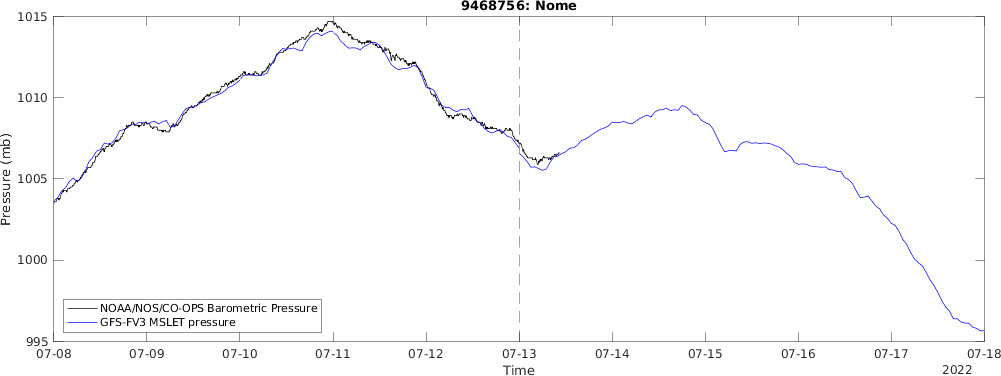 9468756: Nome
1015
1010
1005
1000
995
Pressure (mb)
NOAA/NOS/CO-OPS Barometric Pressure
GFS-FV3 MSLET pressure
07-08 07-09 07-10 07-11 07-12 07-13 07-14 07-15 07-16 07-17 07-18
Time
2022